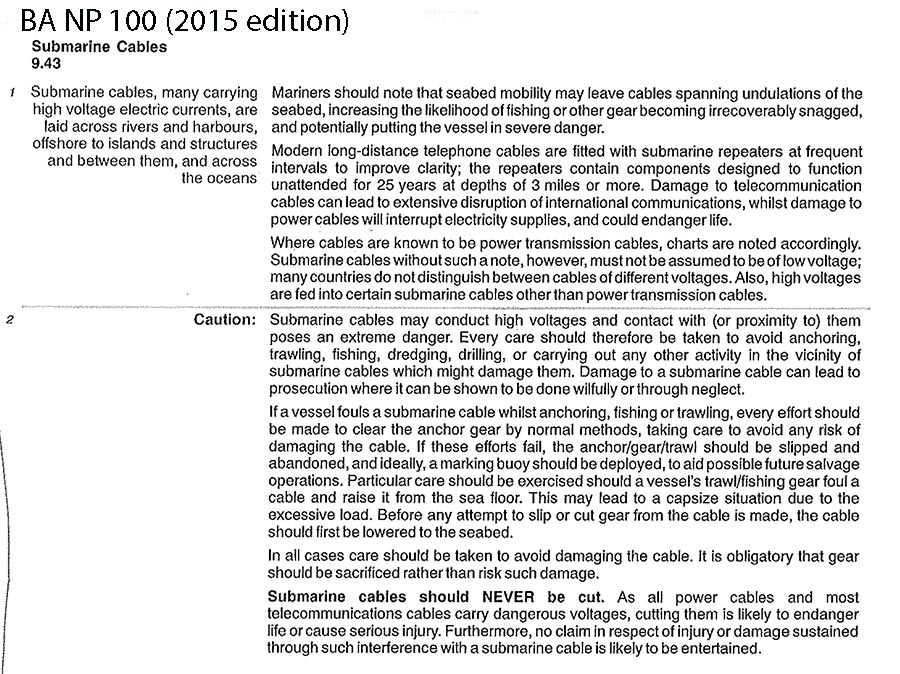 BA NP 100 (2015 edition)
Submarine Cables
9.43
1
Submarine cables, many carrying
high voltage electric currents, are
laid across rivers and harbours,
offshore to islands and structures
and between them, and across
the oceans
Mariners should note that seabed mobility may leave cables spanning undulations of the
seabed, increasing the likelihood of fishing or other gear becoming irrecoverably snagged,
and potentially putting the vessel in severe danger.
Modern long-distance telephone cables are fitted with submarine repeaters at frequent
intervals to improve clarity; the repeaters contain components designed to function
unattended for 25 years at depths of 3 miles or more. Damage to telecommunication
cables can lead to extensive disruption of international communications, whilst damage to
power cables will interrupt electricity supplies, and could endanger life.
Where cables are known to be power transmission cables, charts are noted accordingly.
Submarine cables without such a note, however, must not be assumed to be of low voltage;
many countries do not distinguish between cables of different voltages. Also, high voltages
are fed into certain submarine cables other than power transmission cables.
2
Caution:
Submarine cables may conduct high voltages and contact with (or proximity to) them
poses an extreme danger. Every care should therefore be taken to avoid anchoring,
trawling, fishing, dredging, drilling, or carrying out any other activity in the vicinity of
submarine cables which might damage them. Damage to a submarine cable can lead to
prosecution where it can be shown to be done wilfully or through neglect.
If a vessel fouls a submarine cable whilst anchoring, fishing or trawling, every effort should
be made to clear the anchor gear by normal methods, taking care to avoid any risk of
damaging the cable. If these efforts fail, the anchor/gear/trawl should be slipped and
abandoned, and ideally, a marking buoy should be deployed, to aid possible future salvage
operations. Particular care should be exercised should a vessel's trawl/fishing gear foul a
cable and raise it from the sea floor. This may lead to a capsize situation due to the
excessive load. Before any attempt to slip or cut gear from the cable is made, the cable
should first be lowered to the seabed.
In all cases care should be taken to avoid damaging the cable. It is obligatory that gear
should be sacrificed rather than risk such damage.
Submarine cables should NEVER be cut. As all power cables and most
telecommunications cables carry dangerous voltages, cutting them is likely to endanger
life or cause serious injury. Furthermore, no claim in respect of injury or damage sustained
through such interference with a submarine cable is likely to be entertained.